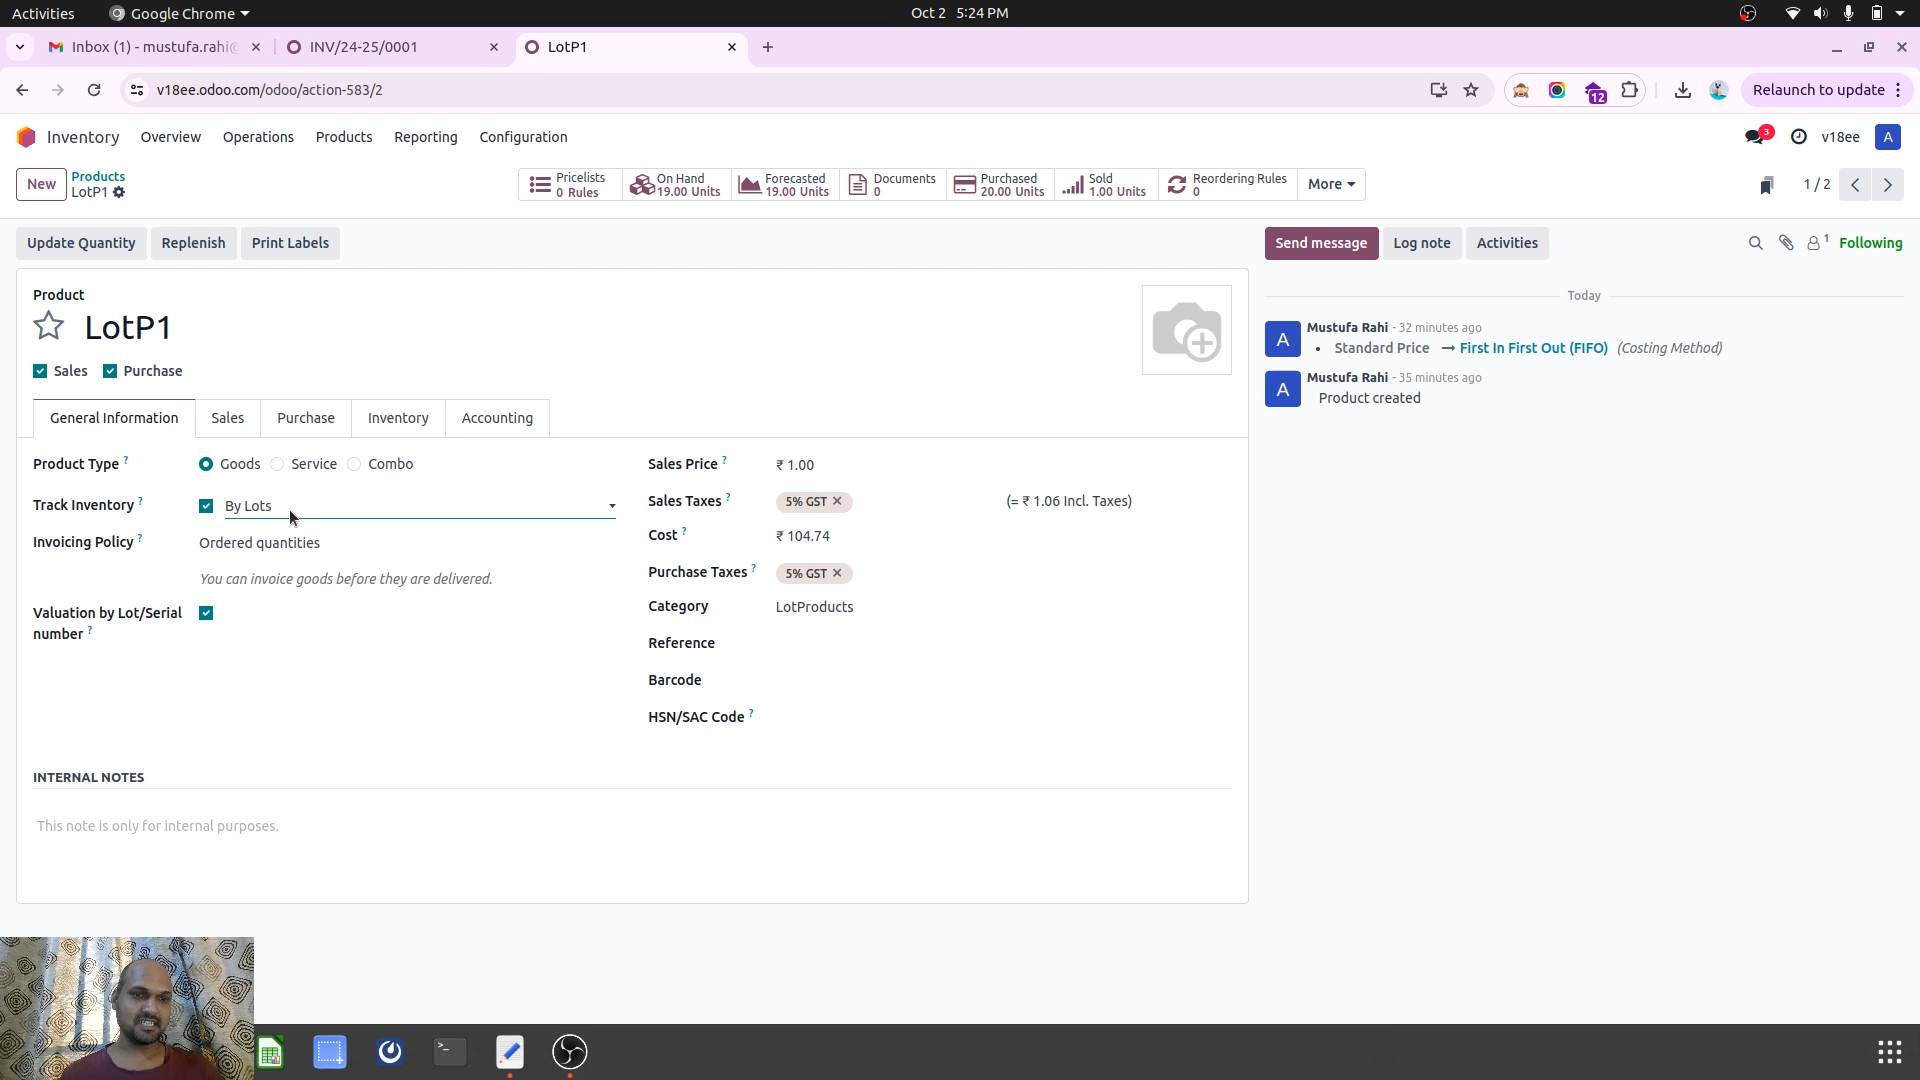 Activities
Google Chrome
Oct 2 5:24 PM
Inbox (1) - mustufa.rahi@
INV/24-25/0001
LotP1
v18ee.odoo.com/odoo/action-583/2
12
Relaunch to update
Inventory
Overview
Operations
Products
Reporting
Configuration
3
v18ee
A
New
Products
LotP1
Pricelists
0 Rules
On Hand
19.00 Units
Forecasted
19.00 Units
Documents
0
Purchased
20.00 Units
Sold
1.00 Units
Reordering Rules
0
More
1 / 2
Update Quantity
Replenish
Print Labels
Send message
Log note
Activities
1
Following
Product
LotP1
Sales
Purchase
General Information
Sales
Purchase
Inventory
Accounting
Product Type ?
Goods
Service
Combo
Track Inventory ?
By Lots
Invoicing Policy ?
Ordered quantities
You can invoice goods before they are delivered.
Valuation by Lot/Serial
number ?
Sales Price ?
₹ 1.00
Sales Taxes ?
5% GST
(= ₹ 1.06 Incl. Taxes)
Cost ?
₹ 104.74
Purchase Taxes ?
5% GST
Category
LotProducts
Reference
Barcode
HSN/SAC Code ?
INTERNAL NOTES
This note is only for internal purposes.
Today
A
Mustufa Rahi - 32 minutes ago
Standard Price → First In First Out (FIFO) (Costing Method)
A
Mustufa Rahi - 35 minutes ago
Product created